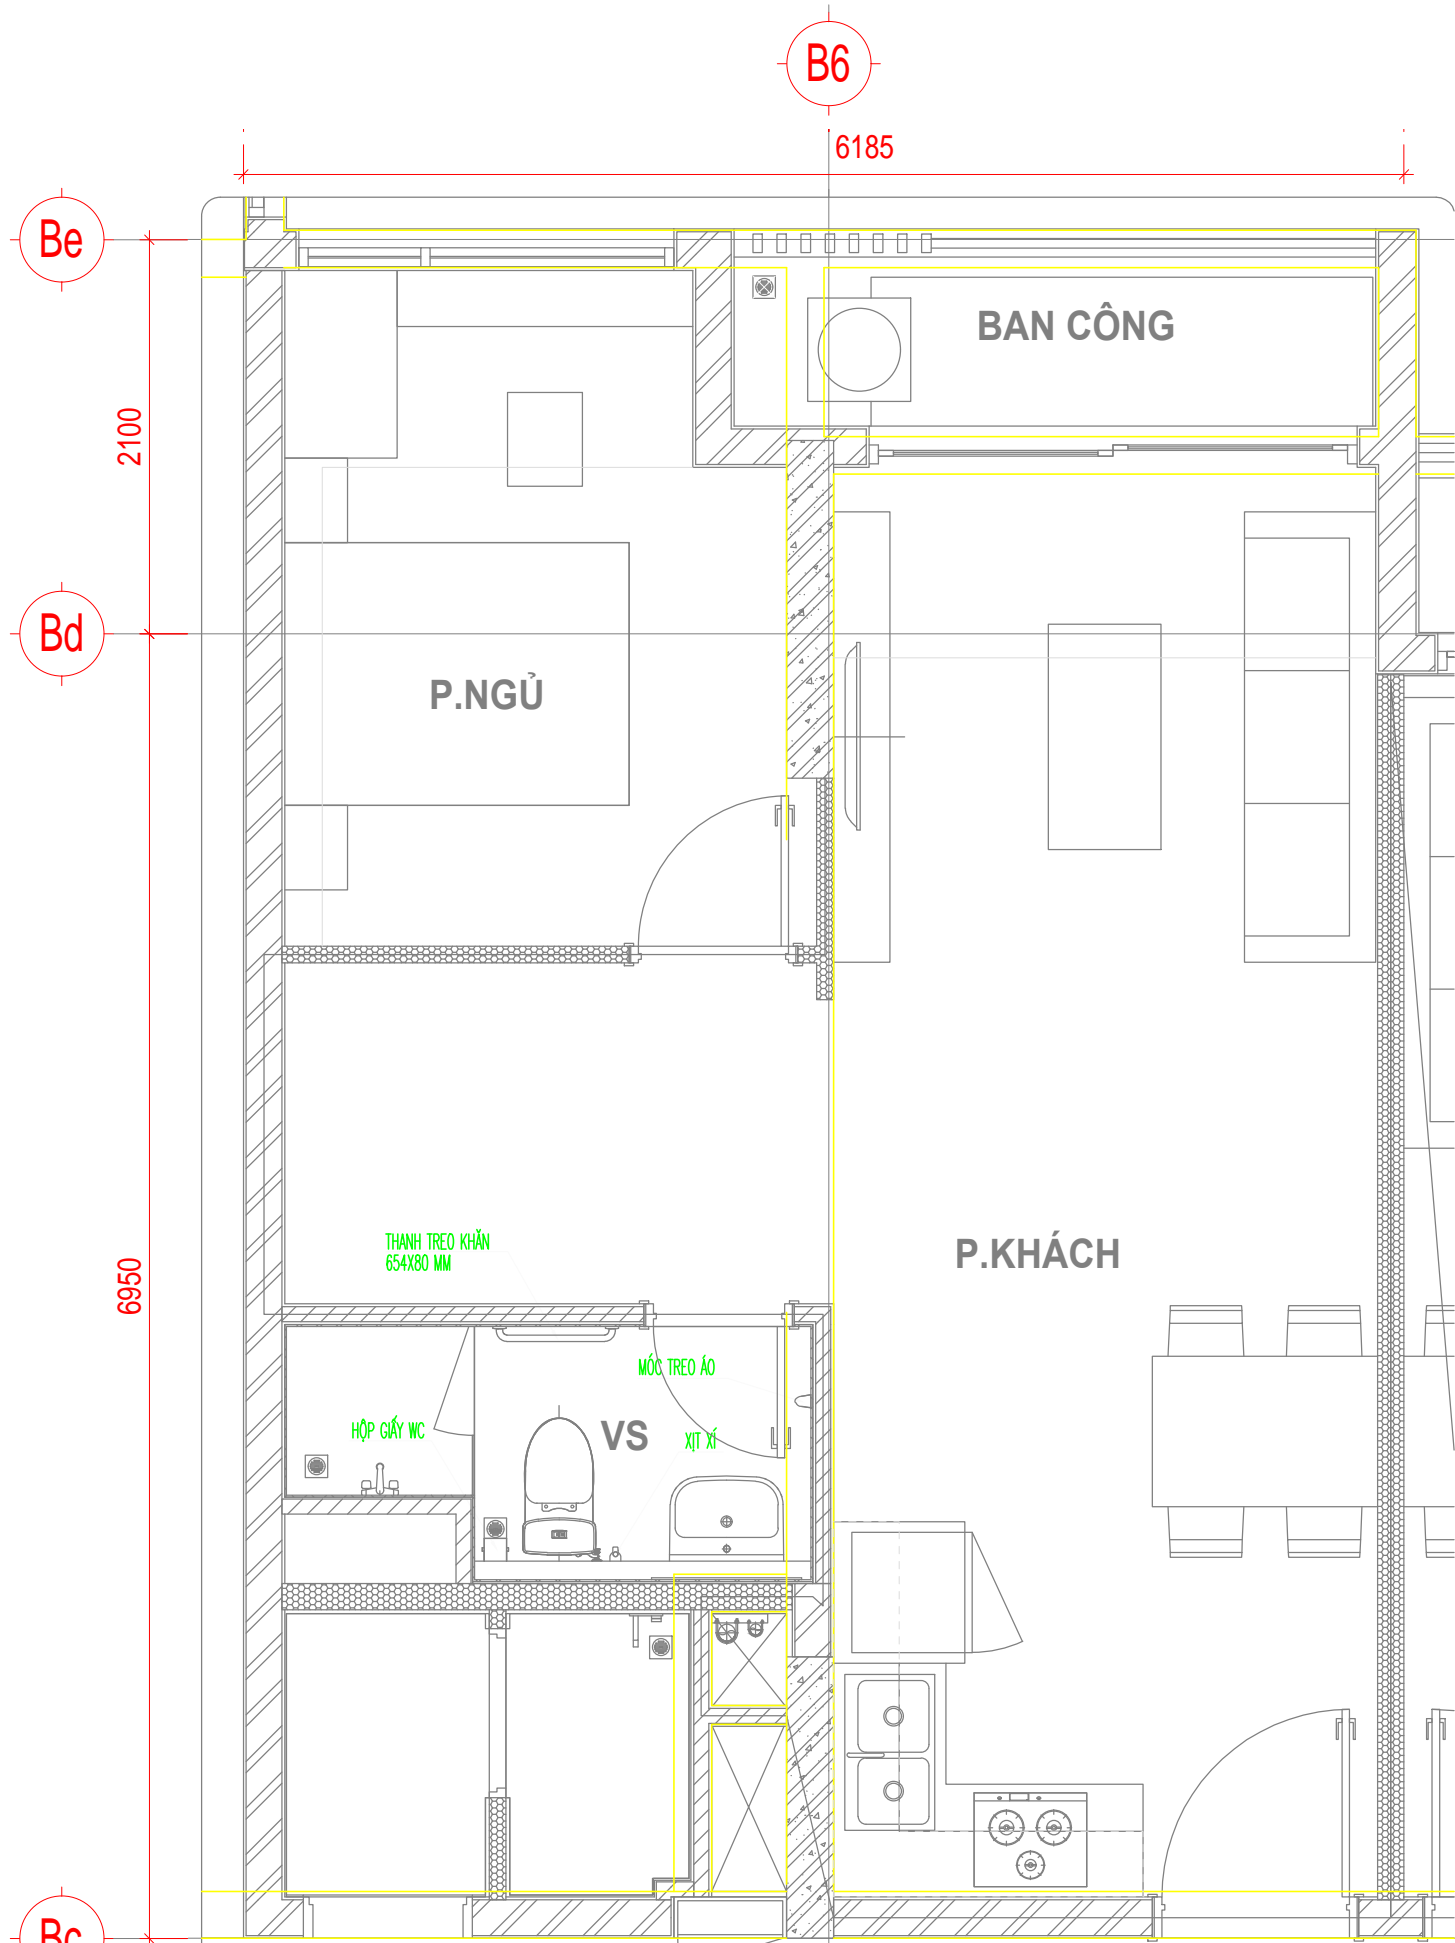 B6
6185
Be
BAN CÔNG
2100
Bd
P.NGỦ
THANH TREO KHĂN
654X80 MM
P.KHÁCH
6950
MÓC TREO ÁO
HỘP GIẤY WC
VS
XỊT XÍ
Bc